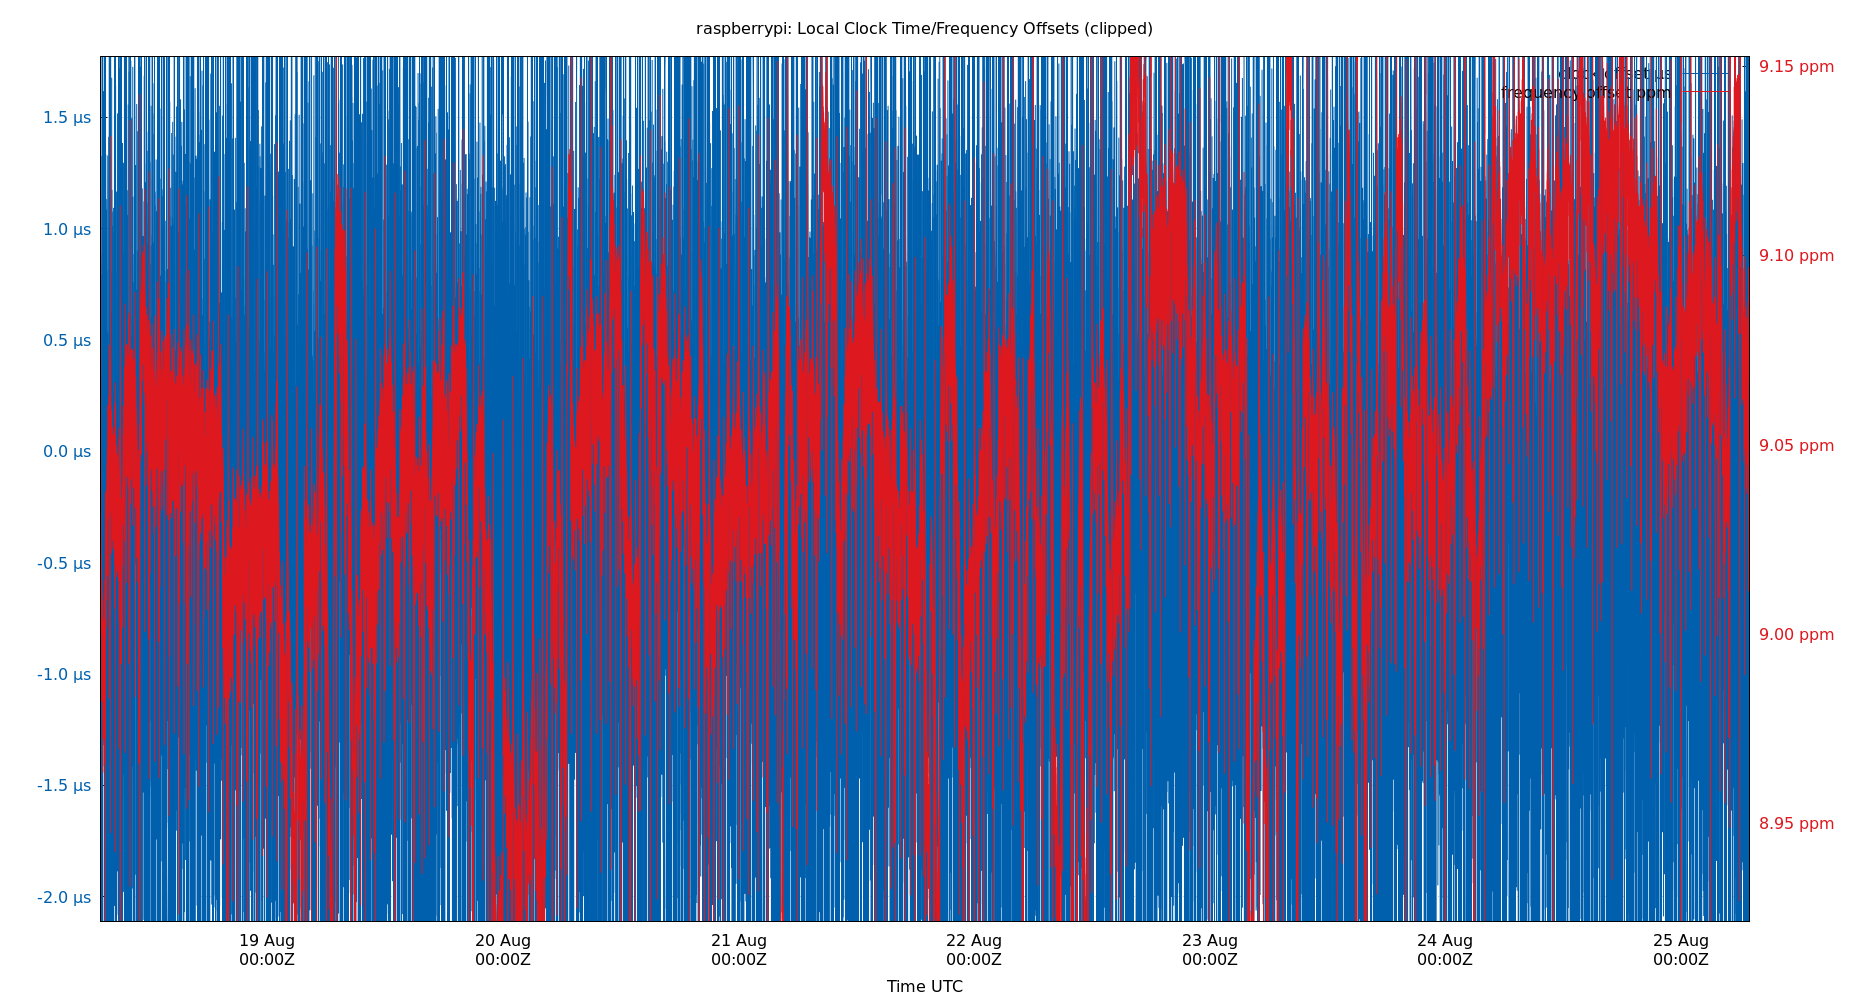 raspberrypi: Local Clock Time/Frequency Offsets (clipped)
clock offset µs
frequency offset ppm
1.5 µs
1.0 µs
0.5 µs
0.0 µs
-0.5 µs
-1.0 µs
-1.5 µs
-2.0 µs
9.15 ppm
9.10 ppm
9.05 ppm
9.00 ppm
8.95 ppm
19 Aug
00:00Z
20 Aug
00:00Z
21 Aug
00:00Z
22 Aug
00:00Z
23 Aug
00:00Z
24 Aug
00:00Z
25 Aug
00:00Z
Time UTC